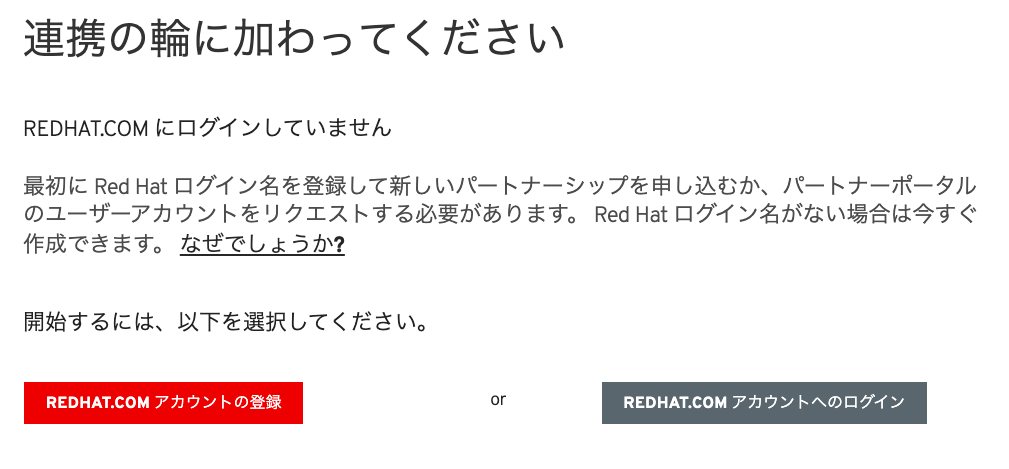 連携の輪に加わってください
REDHAT.COM にログインしていません
最初に Red Hat ログイン名を登録して新しいパートナーシップを申し込むか、パートナーポータル
のユーザーアカウントをリクエストする必要があります。 Red Hat ログイン名がない場合は今すぐ
作成できます。 なぜでしょうか?
開始するには、以下を選択してください。
REDHAT.COM アカウントの登録 or REDHAT.COM アカウントへのログイン